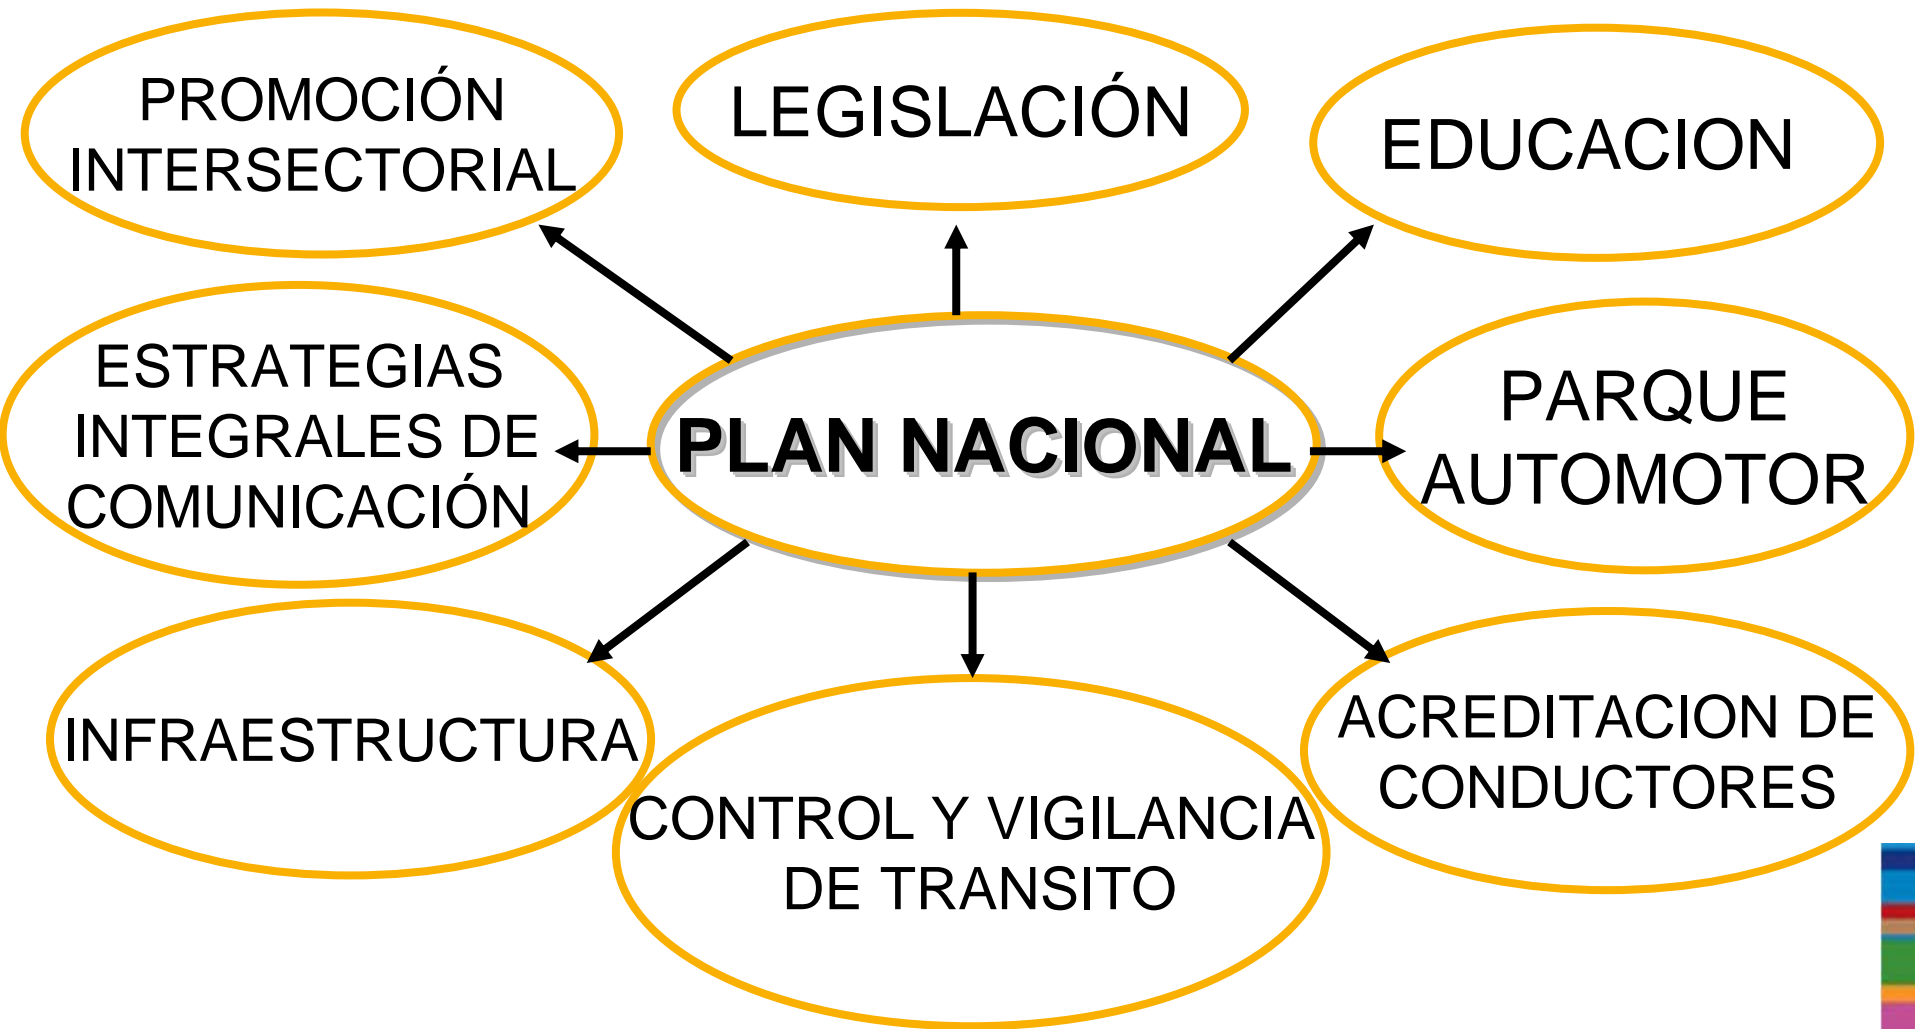 PROMOCIÓN
INTERSECTORIAL
LEGISLACIÓN
EDUCACION
ESTRATEGIAS
INTEGRALES DE
COMUNICACIÓN
PLAN NACIONAL
PARQUE
AUTOMOTOR
INFRAESTRUCTURA
CONTROL Y VIGILANCIA
DE TRANSITO
ACREDITACION DE
CONDUCTORES